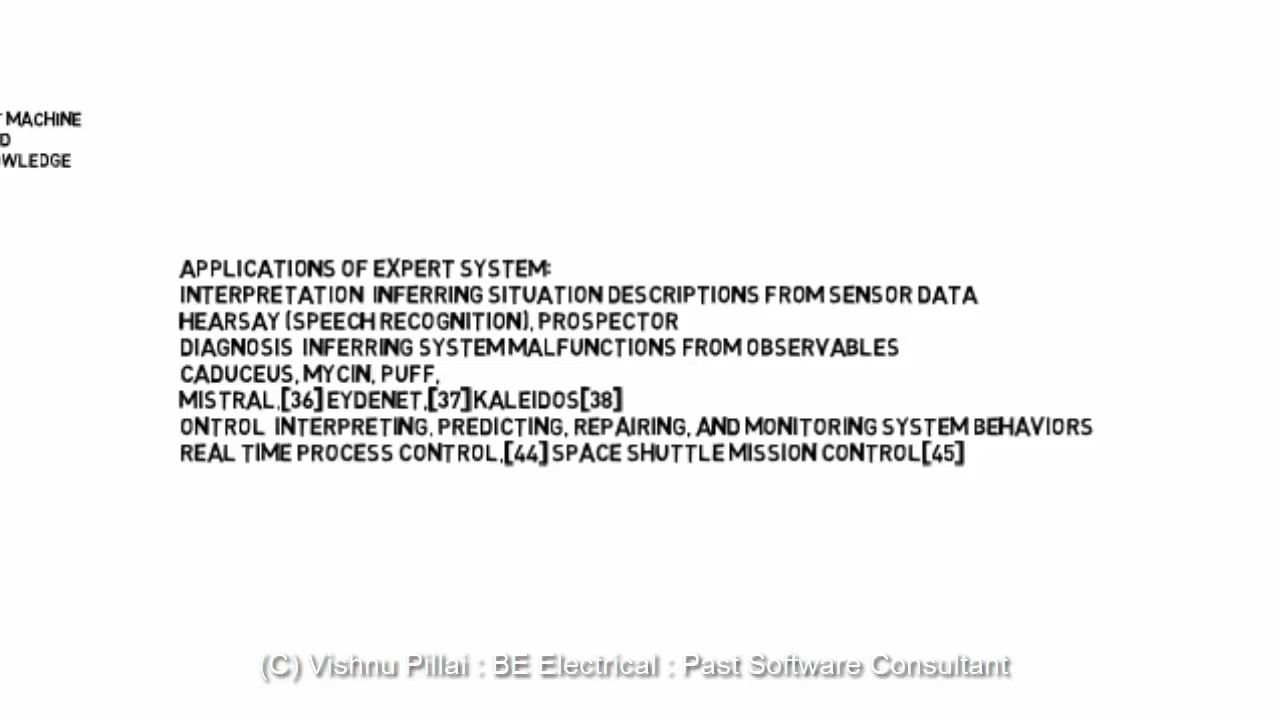 MACHINE
D
WLEDGE
APPLICATIONS OF EXPERT SYSTEM:
INTERPRETATION INFERRING SITUATION DESCRIPTIONS FROM SENSOR DATA
HEARSAY (SPEECH RECOGNITION), PROSPECTOR
DIAGNOSIS INFERRING SYSTEM MALFUNCTIONS FROM OBSERVABLES
CADUCEUS, MYCIN, PUFF,
MISTRAL,[36] EYDENET,[37] KALEIDOS[38]
ONTROL INTERPRETING, PREDICTING, REPAIRING, AND MONITORING SYSTEM BEHAVIORS
REAL TIME PROCESS CONTROL,[44] SPACE SHUTTLE MISSION CONTROL[45]
(C) Vishnu Pillai : BE Electrical : Past Software Consultant